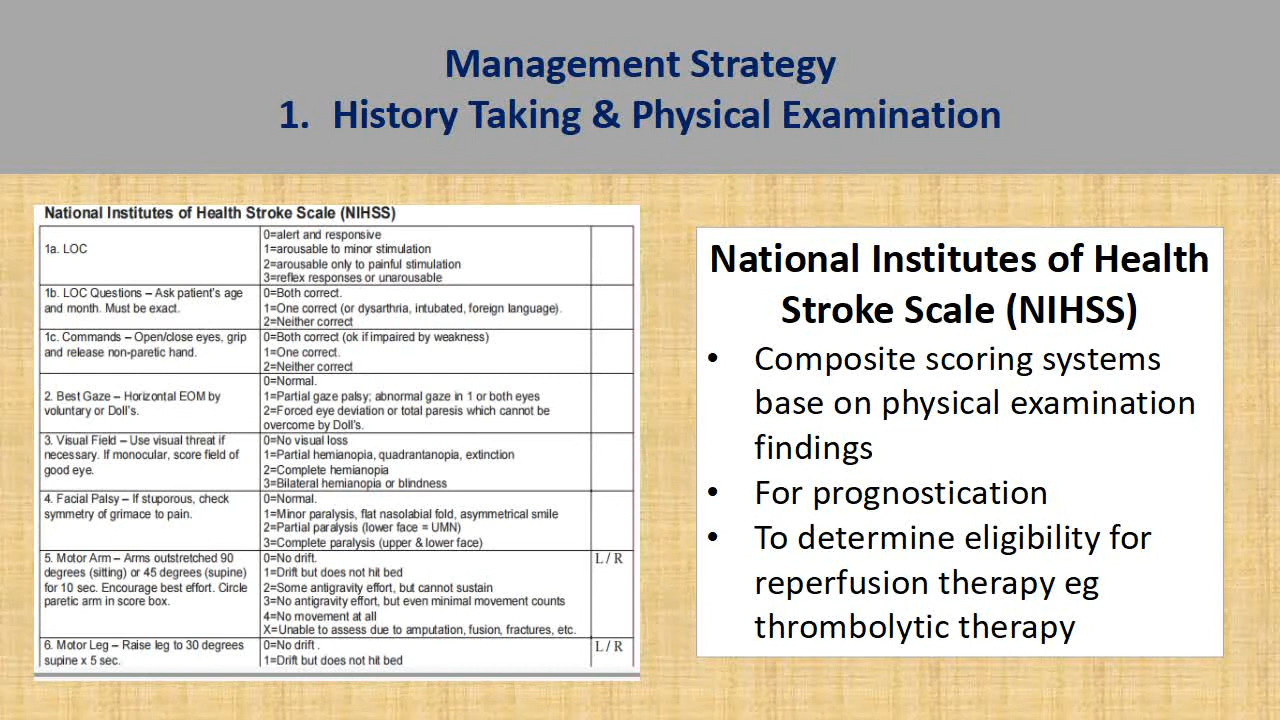 Management Strategy
1. History Taking & Physical Examination
National Institutes of Health Stroke Scale (NIHSS)
1a. LOC
0=alert and responsive
1=arousable to minor stimulation
2=arousable only to painful stimulation
3=reflex responses or unarousable
1b. LOC Questions – Ask patient's age
and month. Must be exact.
0=Both correct.
1=One correct (or dysarthria, intubated, foreign language).
2=Neither correct
1c. Commands – Open/close eyes, grip
and release non-paretic hand.
0=Both correct (ok if impaired by weakness)
1=One correct.
2=Neither correct
2. Best Gaze – Horizontal EOM by
voluntary or Doll's.
0=Normal.
1=Partial gaze palsy; abnormal gaze in 1 or both eyes
2=Forced eye deviation or total paresis which cannot be
overcome by Doll's.
3. Visual Field – Use visual threat if
necessary. If monocular, score field of
good eye.
0=No visual loss
1=Partial hemianopia, quadrantanopia, extinction
2=Complete hemianopia
3=Bilateral hemianopia or blindness
4. Facial Palsy – If stuporous, check
symmetry of grimace to pain.
0=Normal.
1=Minor paralysis, flat nasolabial fold, asymmetrical smile
2=Partial paralysis (lower face = UMN)
3=Complete paralysis (upper & lower face)
5. Motor Arm – Arms outstretched 90
degrees (sitting) or 45 degrees (supine)
for 10 sec. Encourage best effort. Circle
paretic arm in score box.
0=No drift.
1=Drift but does not hit bed
2=Some antigravity effort, but cannot sustain
3=No antigravity effort, but even minimal movement counts
4=No movement at all
X=Unable to assess due to amputation, fusion, fractures, etc.
L / R
6. Motor Leg – Raise leg to 30 degrees
supine x 5 sec.
0=No drift .
1=Drift but does not hit bed
L / R
National Institutes of Health
Stroke Scale (NIHSS)
• Composite scoring systems
base on physical examination
findings
• For prognostication
• To determine eligibility for
reperfusion therapy eg
thrombolytic therapy